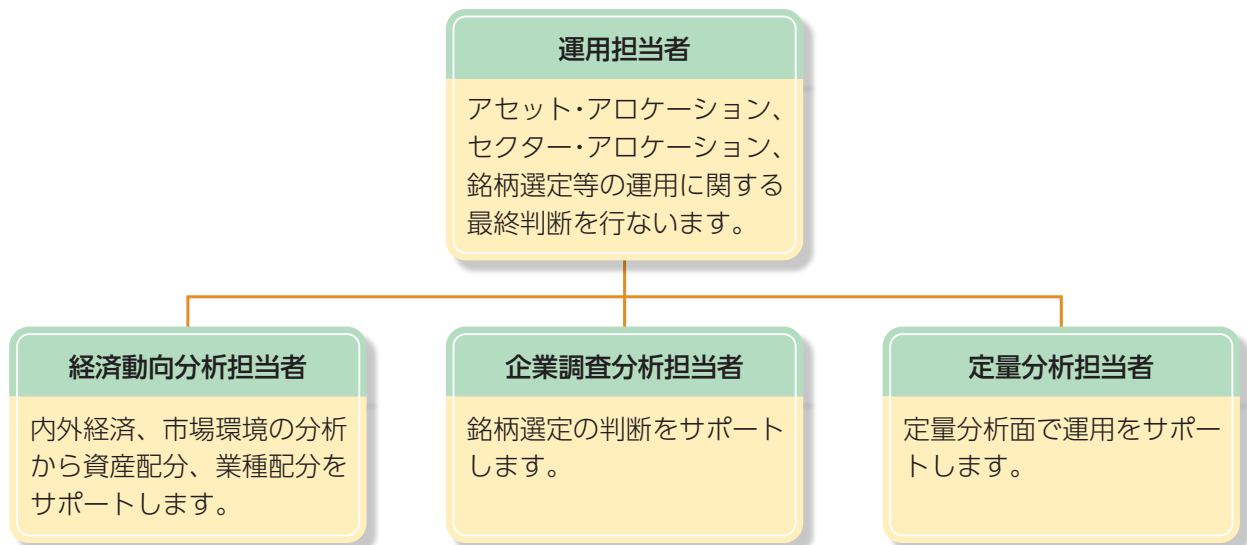 運用担当者
アセット・アロケーション、
セクター・アロケーション、
銘柄選定等の運用に関する
最終判断を行ないます。
経済動向分析担当者
内外経済、市場環境の分析
から資産配分、業種配分を
サポートします。
企業調査分析担当者
銘柄選定の判断をサポート
します。
定量分析担当者
定量分析面で運用をサポー
トします。